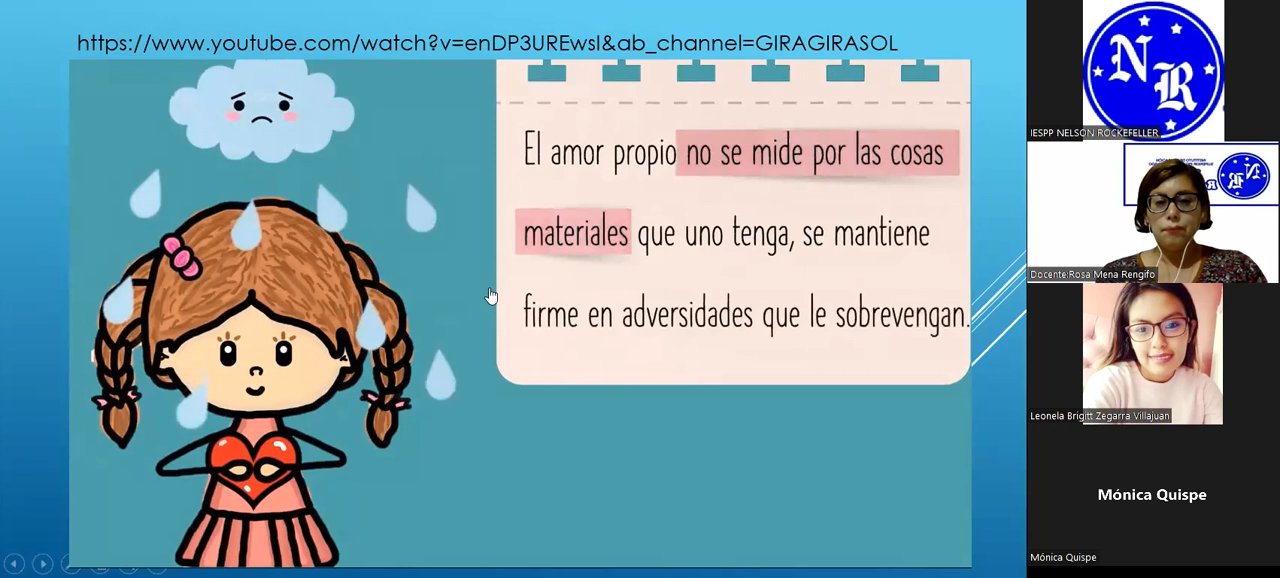 https://www.youtube.com/watch?v=enDP3UREwsI&ab_channel=GIRAGIRASOL
El amor propio no se mide por las cosas
materiales que uno tenga, se mantiene
firme en adversidades que le sobrevengan.
NR
IESPP NELSON ROCKEFELLER
NR
Docente:Rosa Mena Rengifo
Leonela Brigitt Zegarra Villajuan
Mónica Quispe
Mónica Quispe